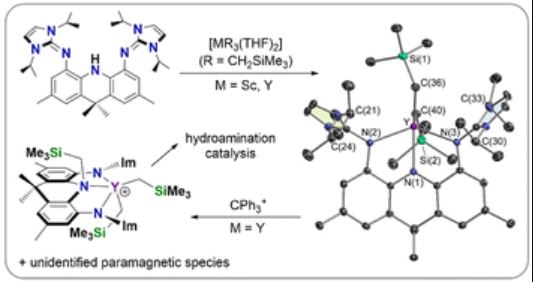 N
N
N
N
N
H
N
N
[MR3(THF)2]
(R = CH2SiMe3)
M = Sc, Y
Si(1)
C(36)
C(21)
C(40)
C(33)
Y
N(2)
N(3)
C(24)
Si(2)
C(30)
N(1)
hydroamination
catalysis
Me3Si
Im
N
N
Y
⊕
SiMe3
N
Im
Me3Si
CPh3+
M = Y
+ unidentified paramagnetic species